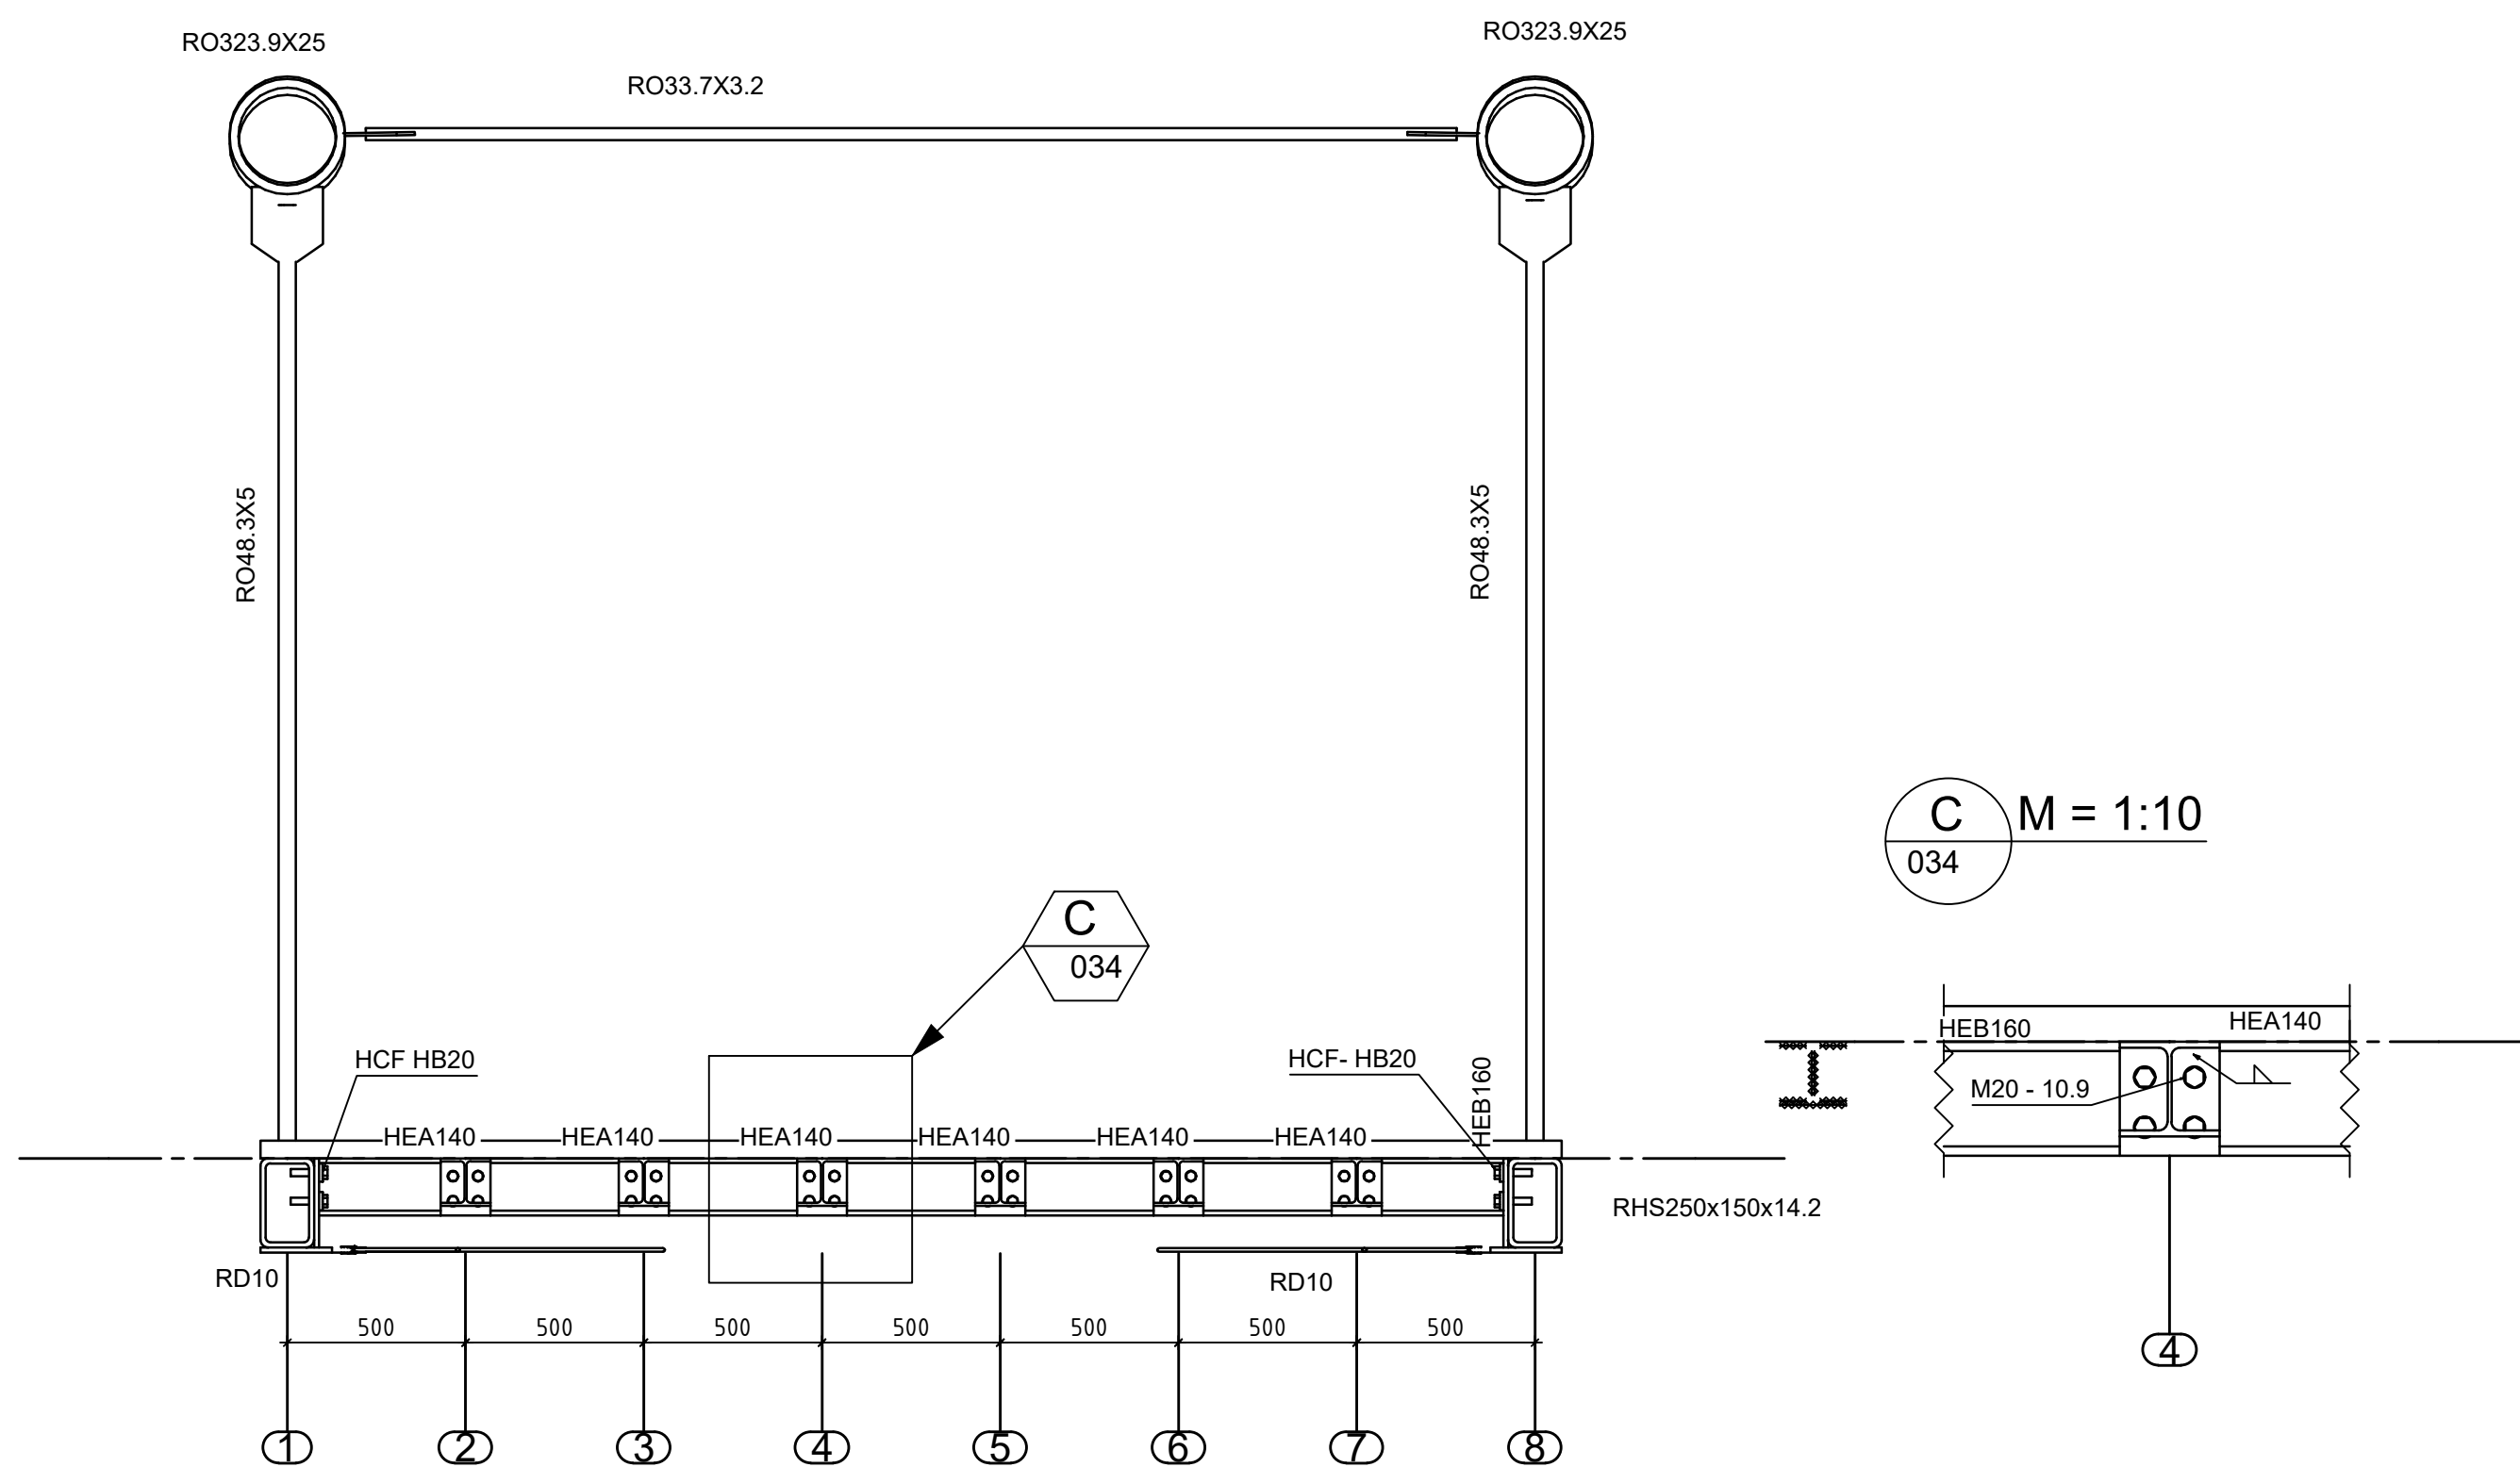 RO323.9X25
RO323.9X25
RO33.7X3.2
RO48.3X5
RO48.3X5
C
M = 1:10
034
C
034
HCF HB20
HCF- HB20
HEB160
HEB160
HEA140
M20 - 10.9
HEA140
HEA140
HEA140
HEA140
HEA140
HEA140
RHS250x150x14.2
RD10
RD10
500
500
500
500
500
500
500
4
1
2
3
4
5
6
7
8